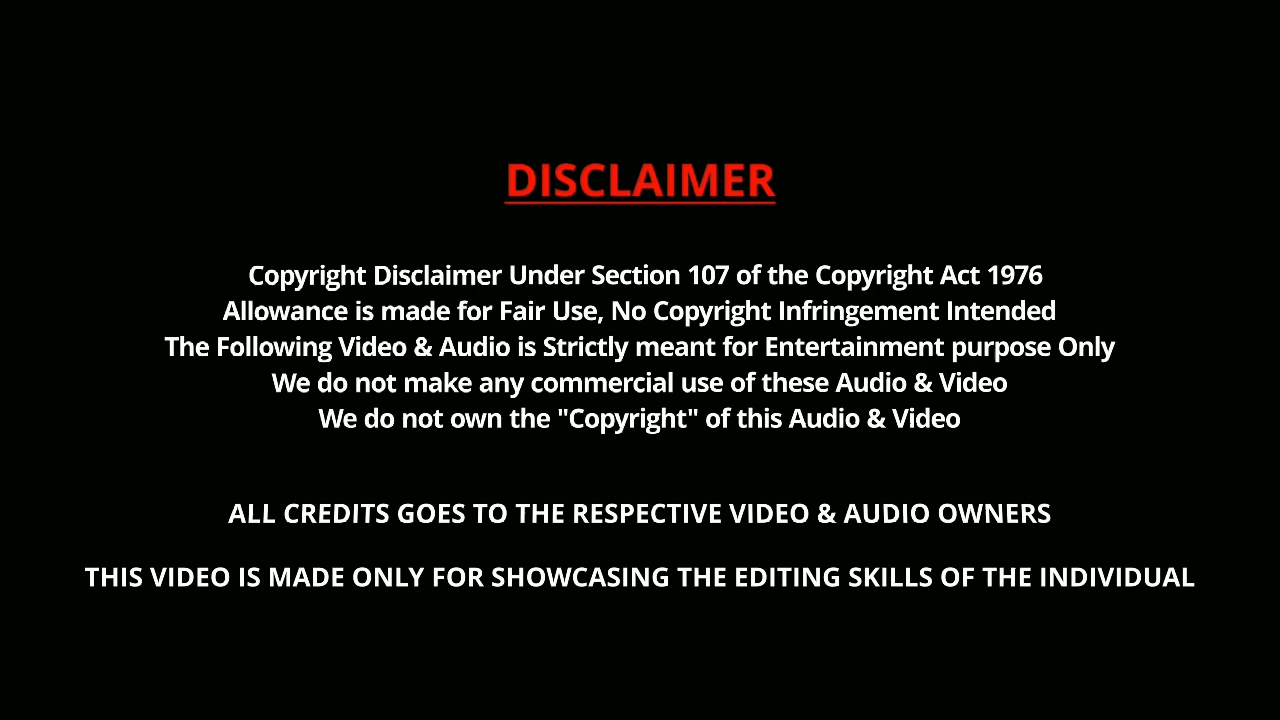 DISCLAIMER
Copyright Disclaimer Under Section 107 of the Copyright Act 1976
Allowance is made for Fair Use, No Copyright Infringement Intended
The Following Video & Audio is Strictly meant for Entertainment purpose Only
We do not make any commercial use of these Audio & Video
We do not own the "Copyright" of this Audio & Video
ALL CREDITS GOES TO THE RESPECTIVE VIDEO & AUDIO OWNERS
THIS VIDEO IS MADE ONLY FOR SHOWCASING THE EDITING SKILLS OF THE INDIVIDUAL